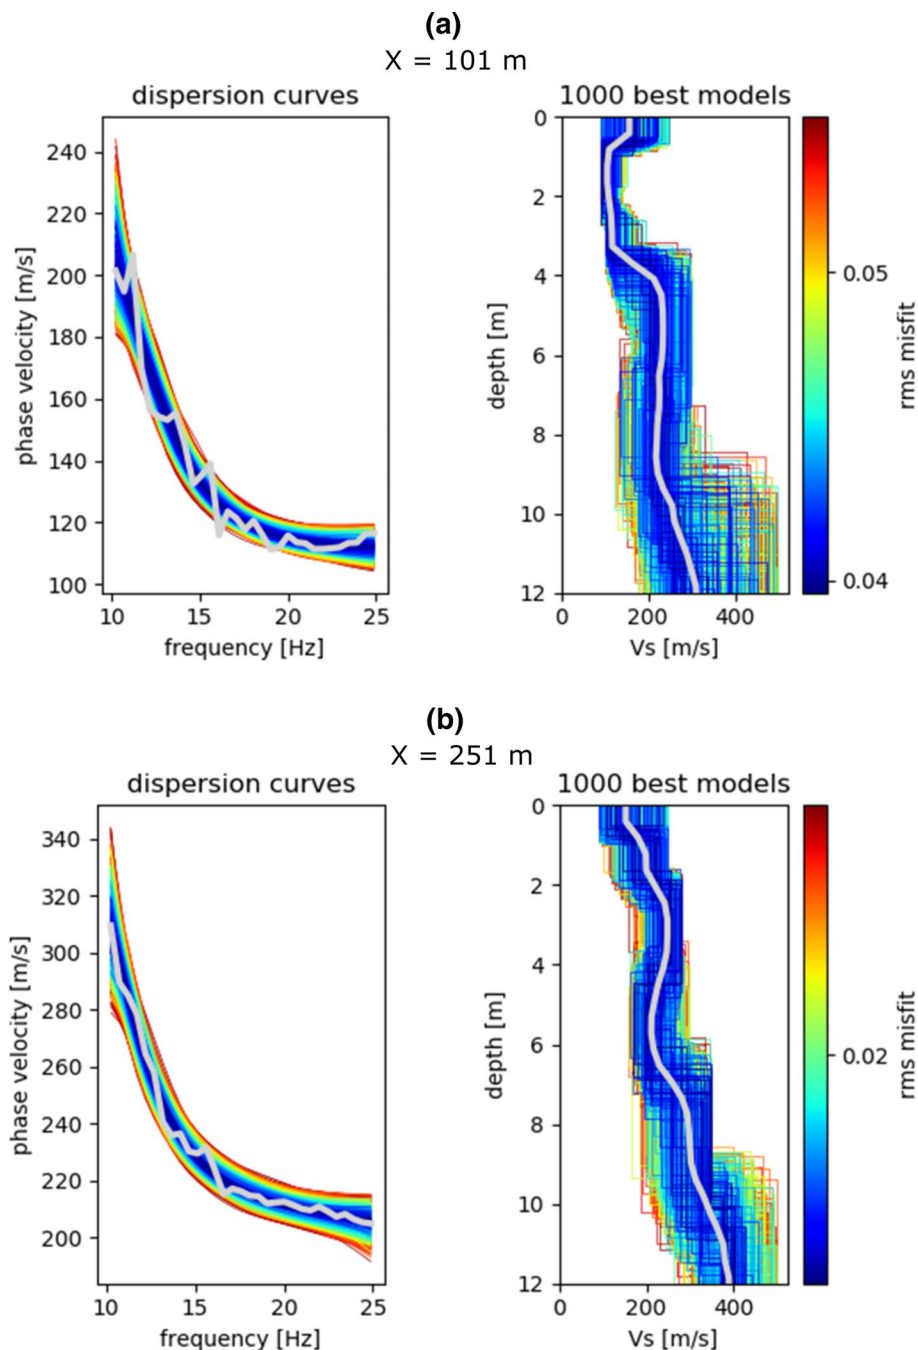 (a)
X = 101 m
dispersion curves
1000 best models
240
220
200
180
160
140
120
100
phase velocity [m/s]
10 15 20 25
frequency [Hz]
0
2
4
6
8
10
12
depth [m]
0 200 400
Vs [m/s]
0.05
0.04
rms misfit
(b)
X = 251 m
dispersion curves
1000 best models
340
320
300
280
260
240
220
200
phase velocity [m/s]
10 15 20 25
frequency [Hz]
0
2
4
6
8
10
12
depth [m]
0 200 400
Vs [m/s]
0.02
rms misfit